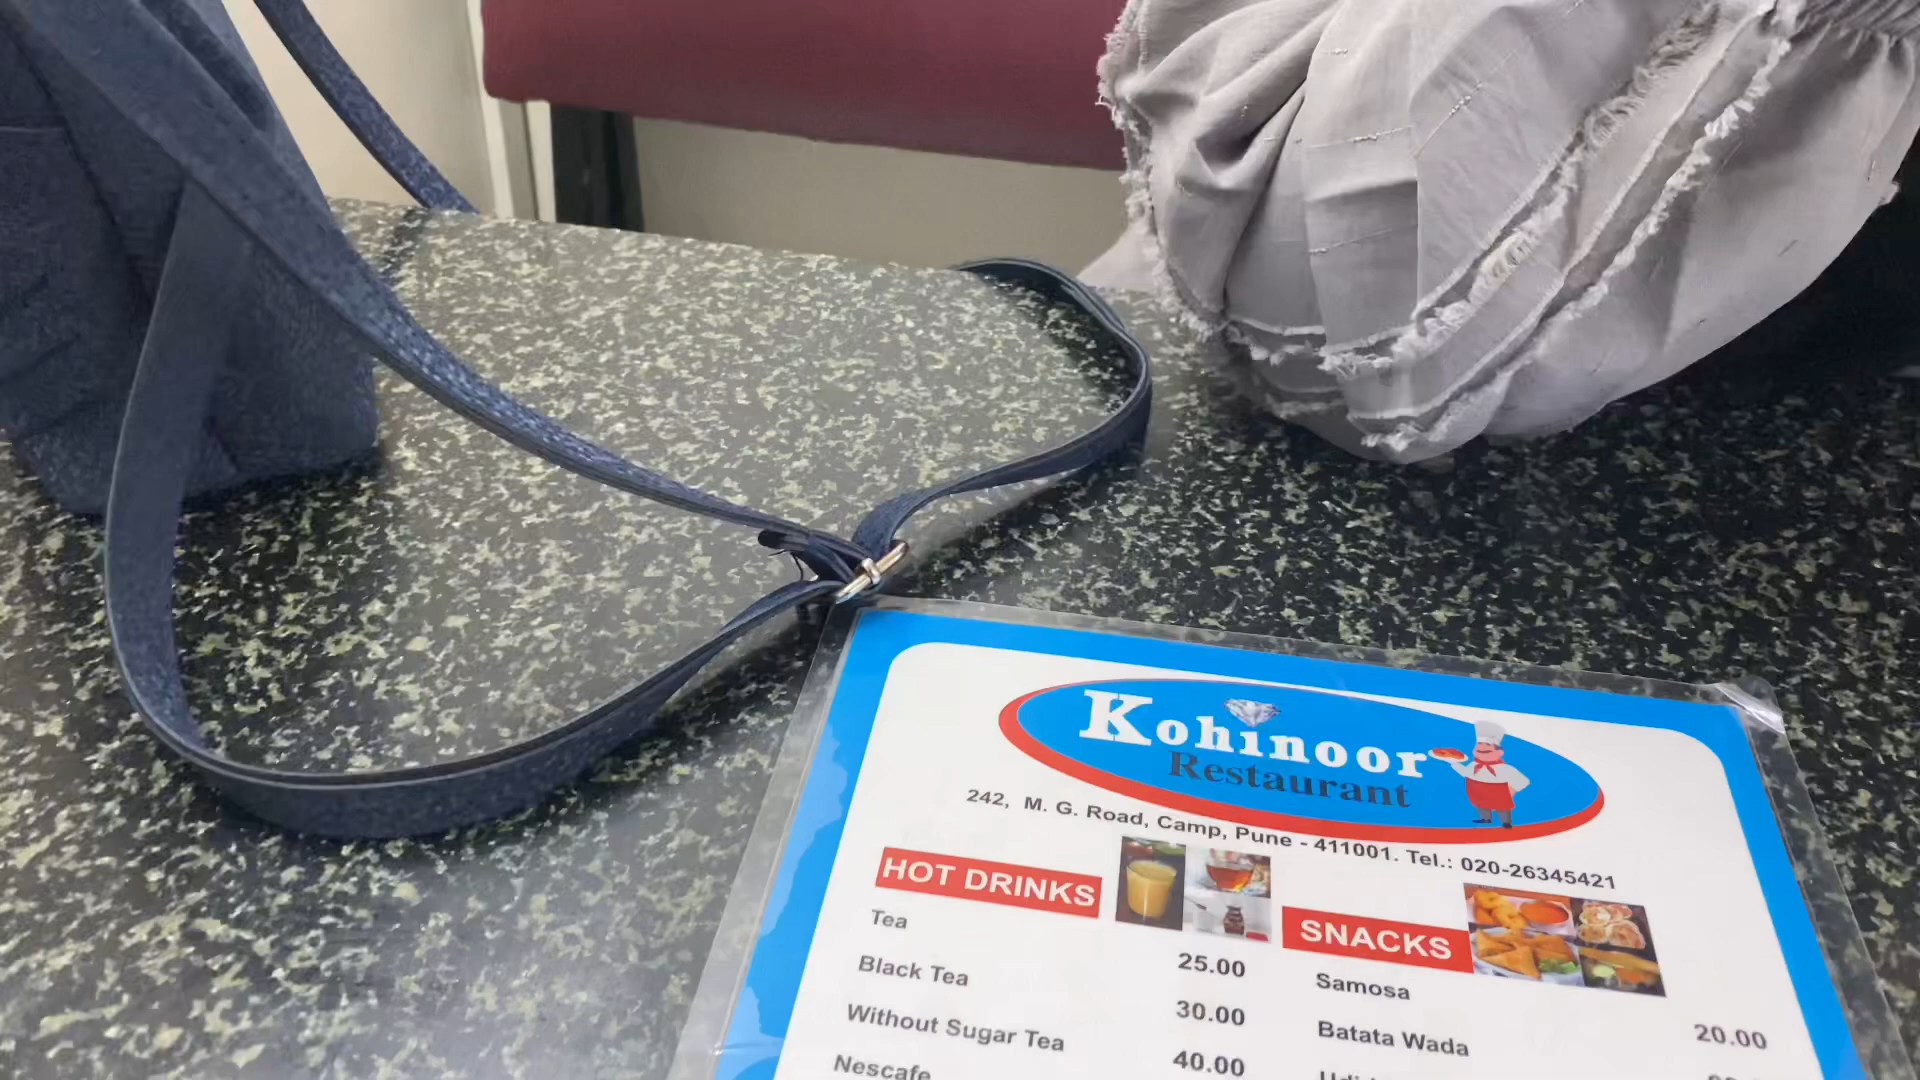 Kohinoor
Restaurant
242, M. G. Road, Camp, Pune - 411001. Tel.: 020-26345421
HOT DRINKS
Tea 25.00
Black Tea 30.00
Without Sugar Tea 40.00
Nescafe
SNACKS
Samosa 20.00
Batata Wada